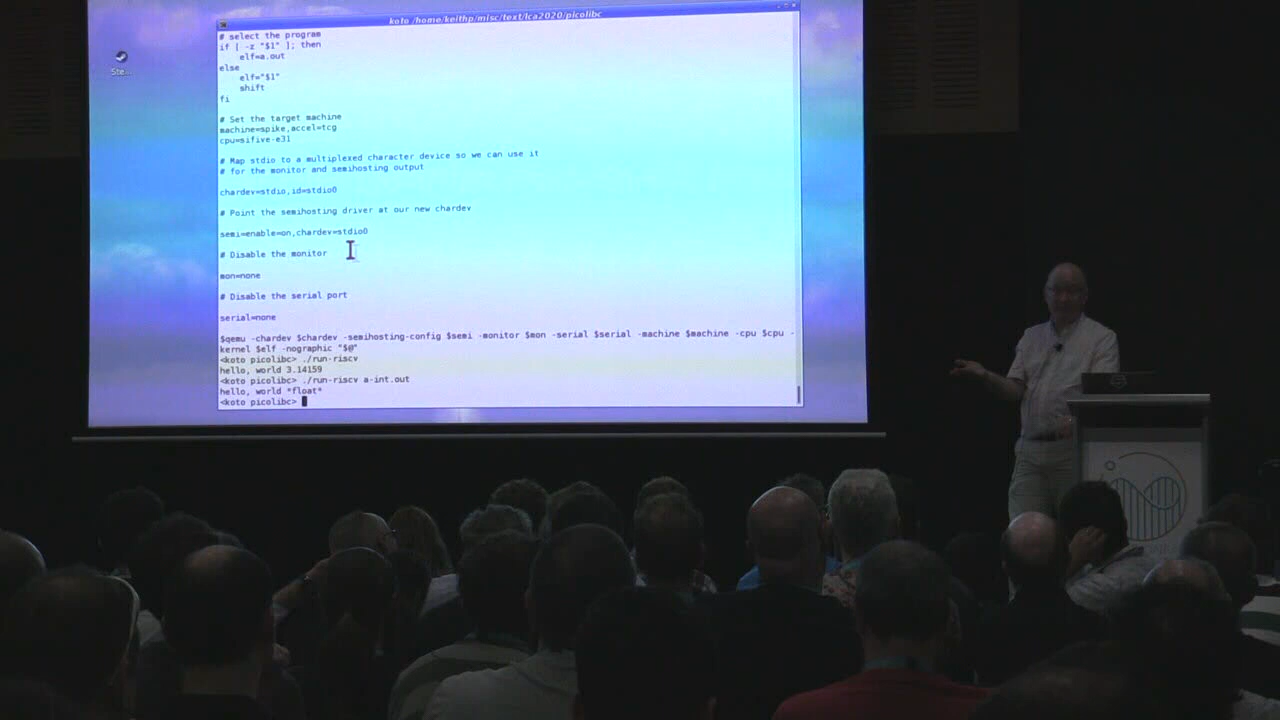 koto /home/keithp/misc/text/lca2020/picolibc
Ste...
# select the program
if [ -z "$1" ]; then
elf=a.out
else
elf="$1"
shift
fi
# Set the target machine
machine=spike,accel=tcg
cpu=sifive-e31
# Map stdio to a multiplexed character device so we can use it
# for the monitor and semihosting output
chardev=stdio,id=stdio0
# Point the semihosting driver at our new chardev
semi=enable=on,chardev=stdio0
# Disable the monitor
mon=none
# Disable the serial port
serial=none
$qemu -chardev $chardev -semihosting-config $semi -monitor $mon -serial $serial -machine $machine -cpu $cpu -
kernel $elf -nographic "$@"
<koto picolibc> ./run-riscv
hello, world 3.14159
<koto picolibc> ./run-riscv a-int.out
hello, world *float*
<koto picolibc>